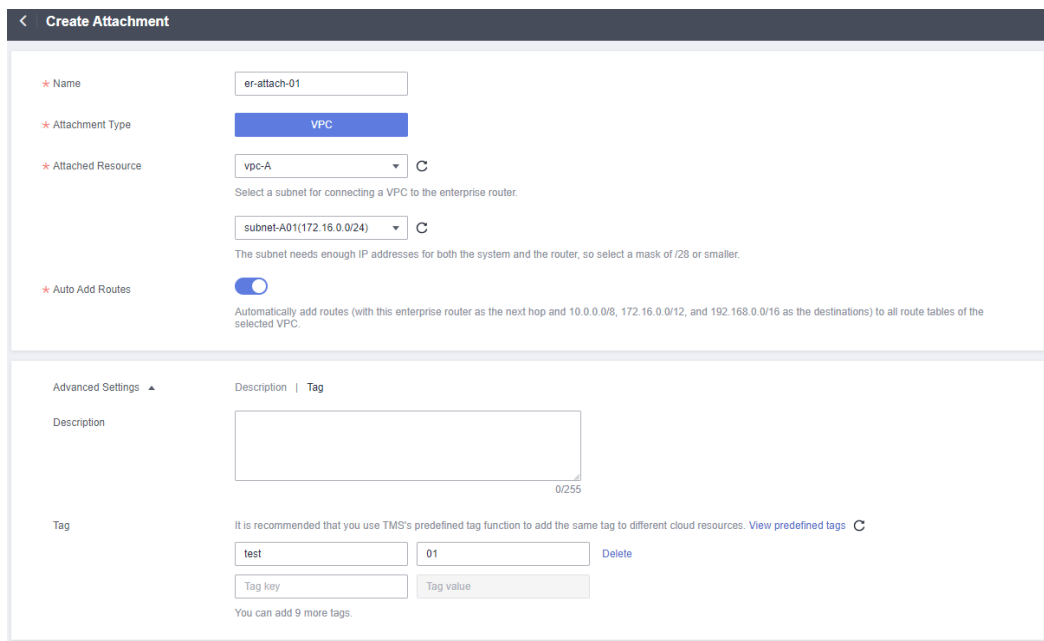 < Create Attachment
* Name er-attach-01
* Attachment Type VPC
* Attached Resource vpc-A
Select a subnet for connecting a VPC to the enterprise router.
subnet-A01(172.16.0.0/24)
The subnet needs enough IP addresses for both the system and the router, so select a mask of /28 or smaller.
* Auto Add Routes
Automatically add routes (with this enterprise router as the next hop and 10.0.0.0/8, 172.16.0.0/12, and 192.168.0.0/16 as the destinations) to all route tables of the
selected VPC.
Advanced Settings Description | Tag
Description
0/255
Tag It is recommended that you use TMS's predefined tag function to add the same tag to different cloud resources. View predefined tags
test 01 Delete
Tag key Tag value
You can add 9 more tags.